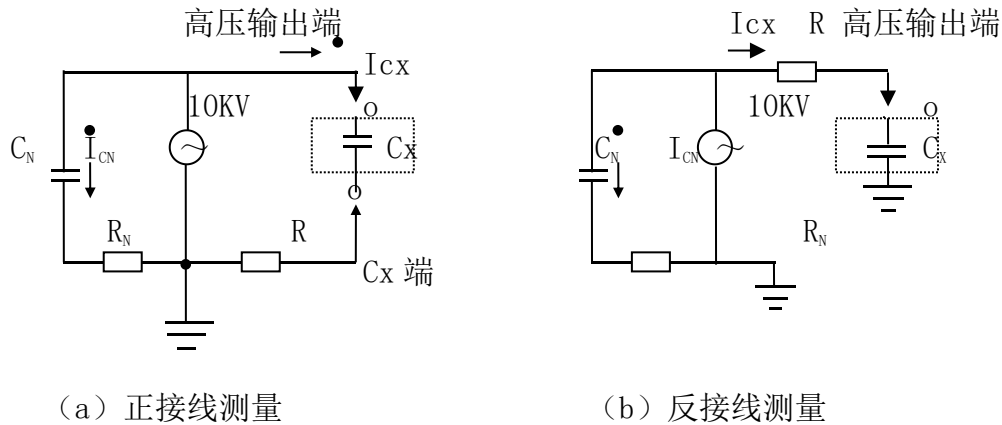 高压输出端
Icx
10KV
C_N
I_CN
Cx
R_N
R
Cx 端
(a) 正接线测量
Icx R 高压输出端
10KV
C_N
I_CN
C_X
R_N
(b) 反接线测量